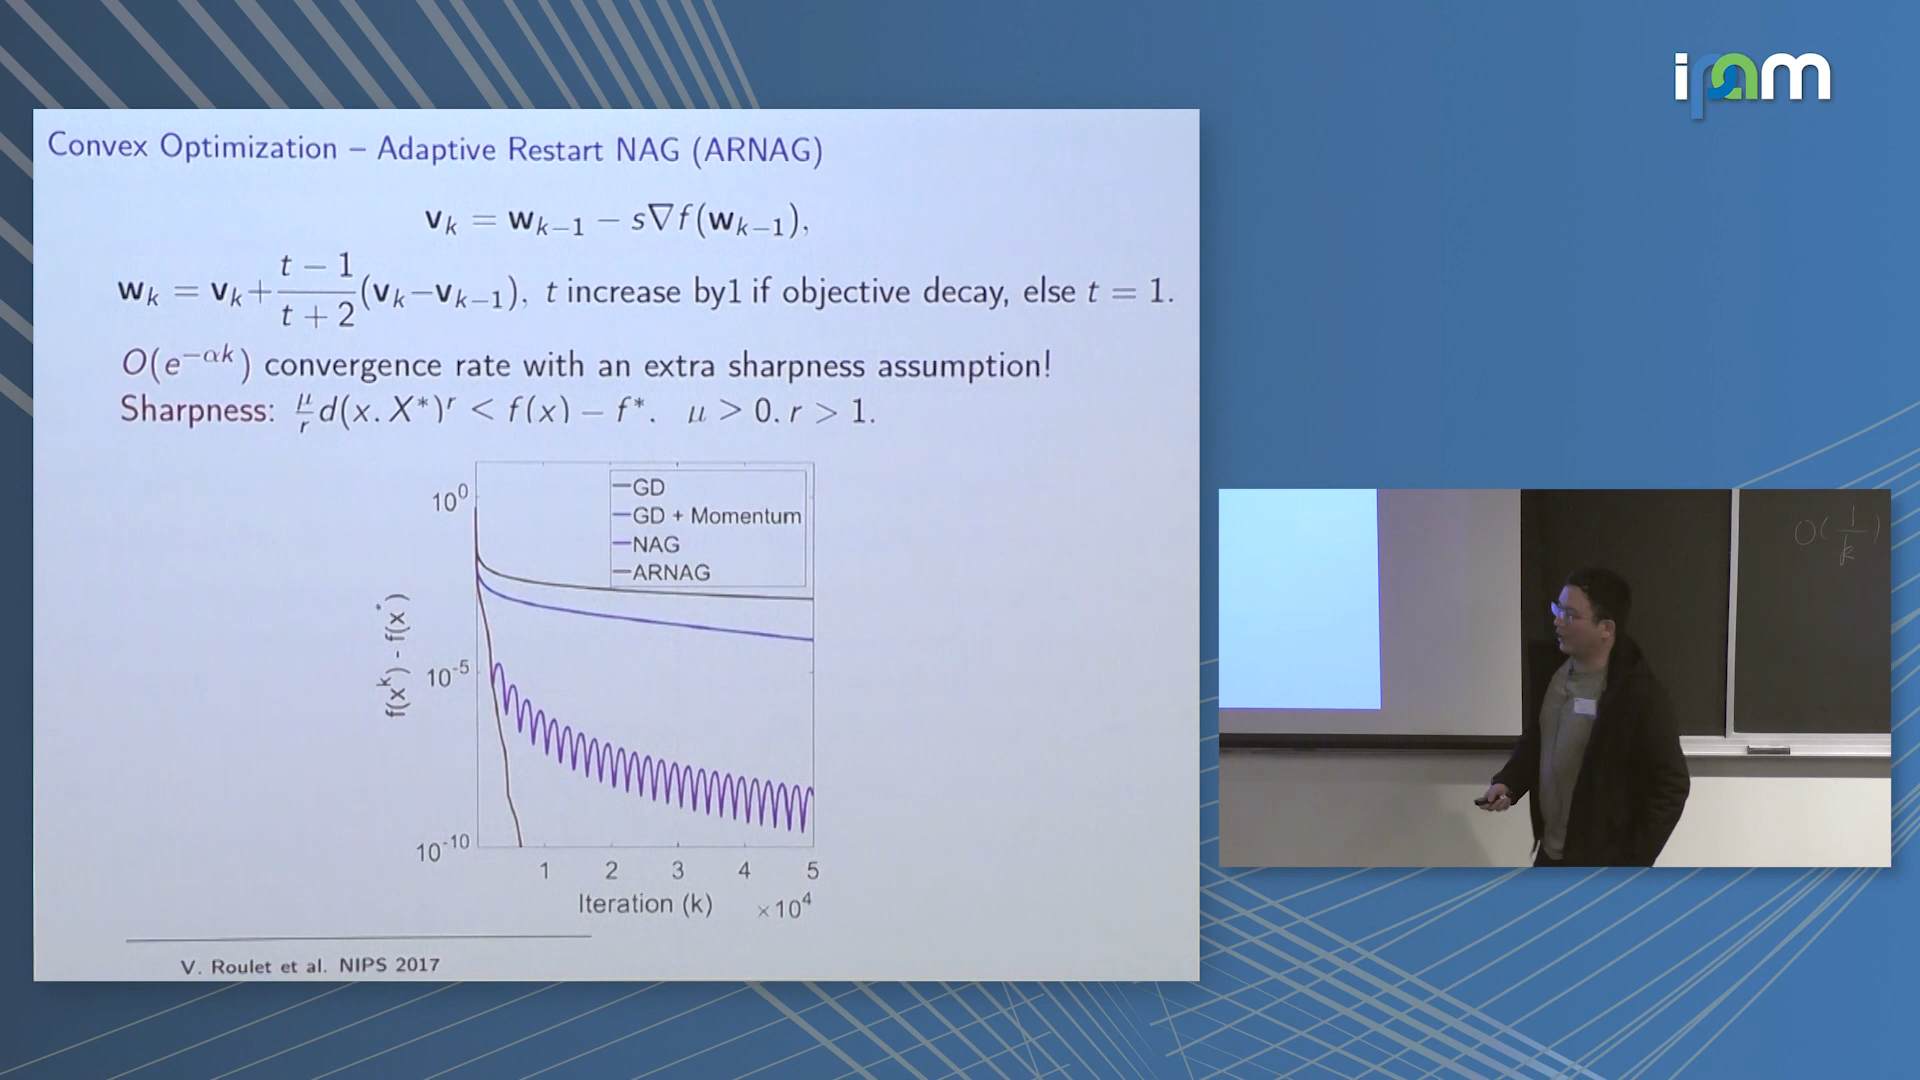 ipam
Convex Optimization – Adaptive Restart NAG (ARNAG)
v_k = w_{k−1} − s∇f(w_{k−1}),
w_k = v_k + \frac{t − 1}{t + 2}(v_k−v_{k−1}), t increase by1 if objective decay, else t = 1.
O(e^{−αk}) convergence rate with an extra sharpness assumption!
Sharpness: \frac{μ}{r} d(x. X*)^r < f(x) − f*. μ > 0. r > 1.
GD
GD + Momentum
NAG
ARNAG
10^0
10^{-5}
10^{-10}
f(x^k) - f(x^*)
1 2 3 4 5
Iteration (k) ×10^4
V. Roulet et al. NIPS 2017
O(\frac{1}{k})